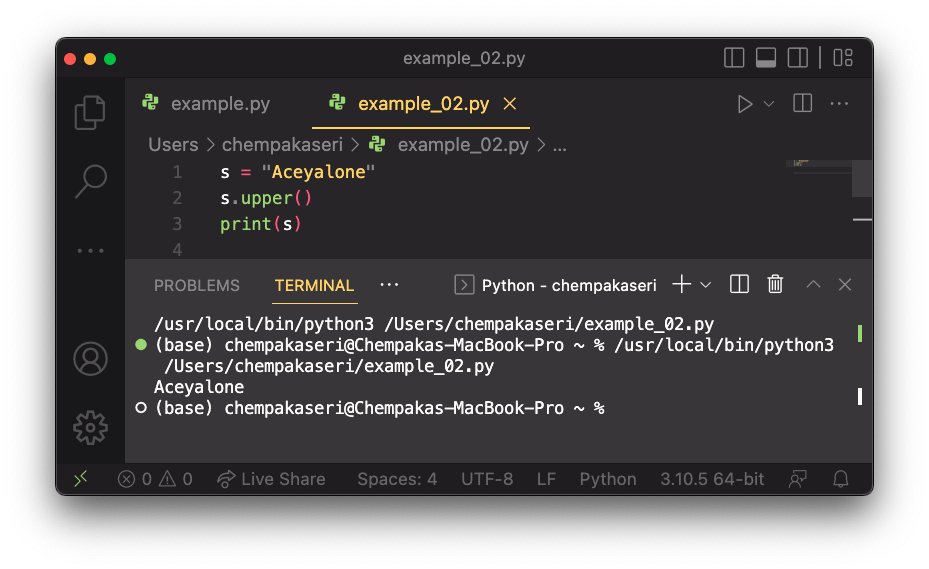 example_02.py
example.py
example_02.py
Users > chempakaseri > example_02.py > ...
1 s = "Aceyalone"
2 s.upper()
3 print(s)
4
PROBLEMS TERMINAL ... Python - chempakaseri
/usr/local/bin/python3 /Users/chempakaseri/example_02.py
(base) chempakaseri@Chempakas-MacBook-Pro ~ % /usr/local/bin/python3
/Users/chempakaseri/example_02.py
Aceyalone
(base) chempakaseri@Chempakas-MacBook-Pro ~ %
0 0 Live Share Spaces: 4 UTF-8 LF Python 3.10.5 64-bit